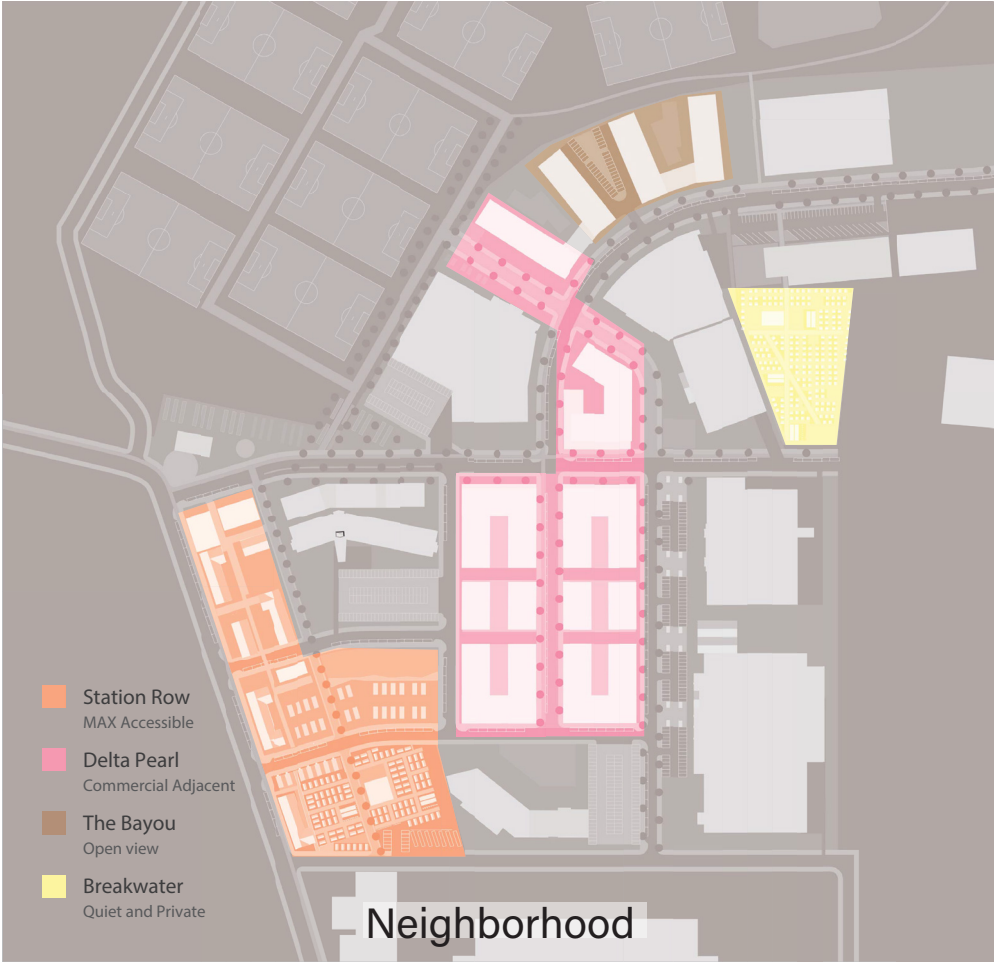 Station Row
MAX Accessible
Delta Pearl
Commercial Adjacent
The Bayou
Open view
Breakwater
Quiet and Private
Neighborhood